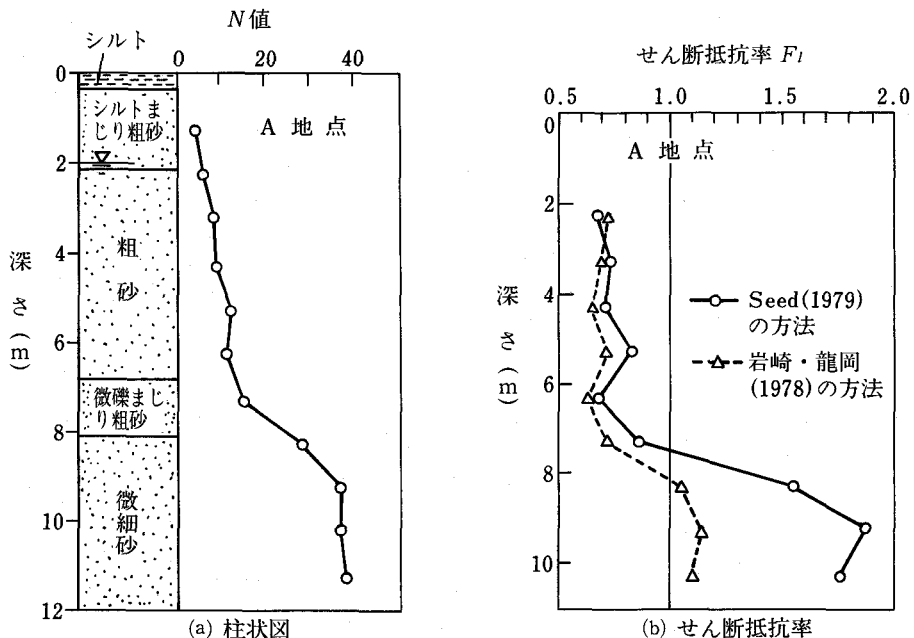 N値
シルト
0 20 40
0
シルトま
じり粗砂
A 地点
2
粗
砂
4
深さ(m)
6
微礫まじ
り粗砂
8
微細砂
10
12
(a) 柱状図
せん断抵抗率 Fl
0.5 1.0 1.5 2.0
0
A 地点
2
深さ(m)
4
Seed(1979)
の方法
岩崎・龍岡
(1978)の方法
6
8
10
(b) せん断抵抗率